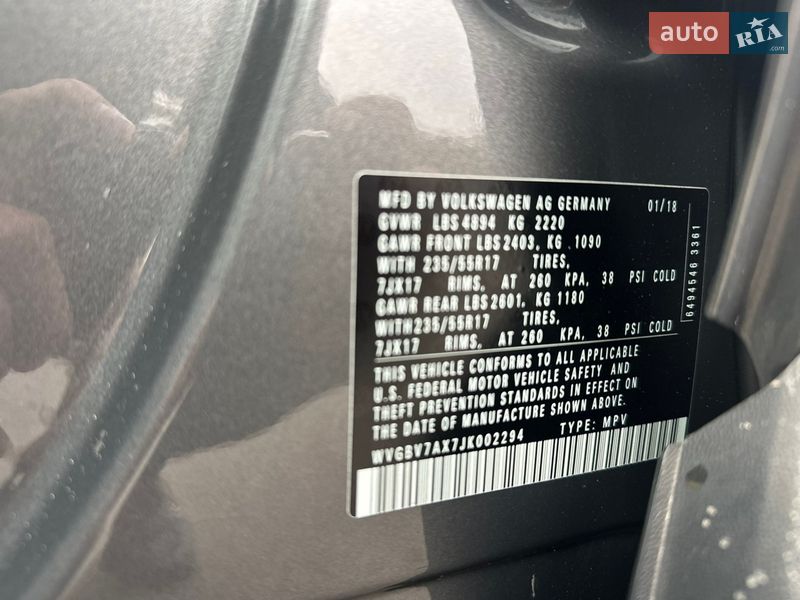 auto RIA .com
MFD BY VOLKSWAGEN AG GERMANY 01/18
GVWR LBS 4894 KG 2220
GAWR FRONT LBS 2403, KG 1090
WITH 235/55R17 TIRES,
7JX17 RIMS, AT 260 KPA, 38 PSI COLD
GAWR REAR LBS 2601, KG 1180
WITH 235/55R17 TIRES,
7JX17 RIMS, AT 260 KPA, 38 PSI COLD
THIS VEHICLE CONFORMS TO ALL APPLICABLE
U.S. FEDERAL MOTOR VEHICLE SAFETY AND
THEFT PREVENTION STANDARDS IN EFFECT ON
THE DATE OF MANUFACTURE SHOWN ABOVE.
WVGBV7AX7JK002294 TYPE: MPV
6494546 3361